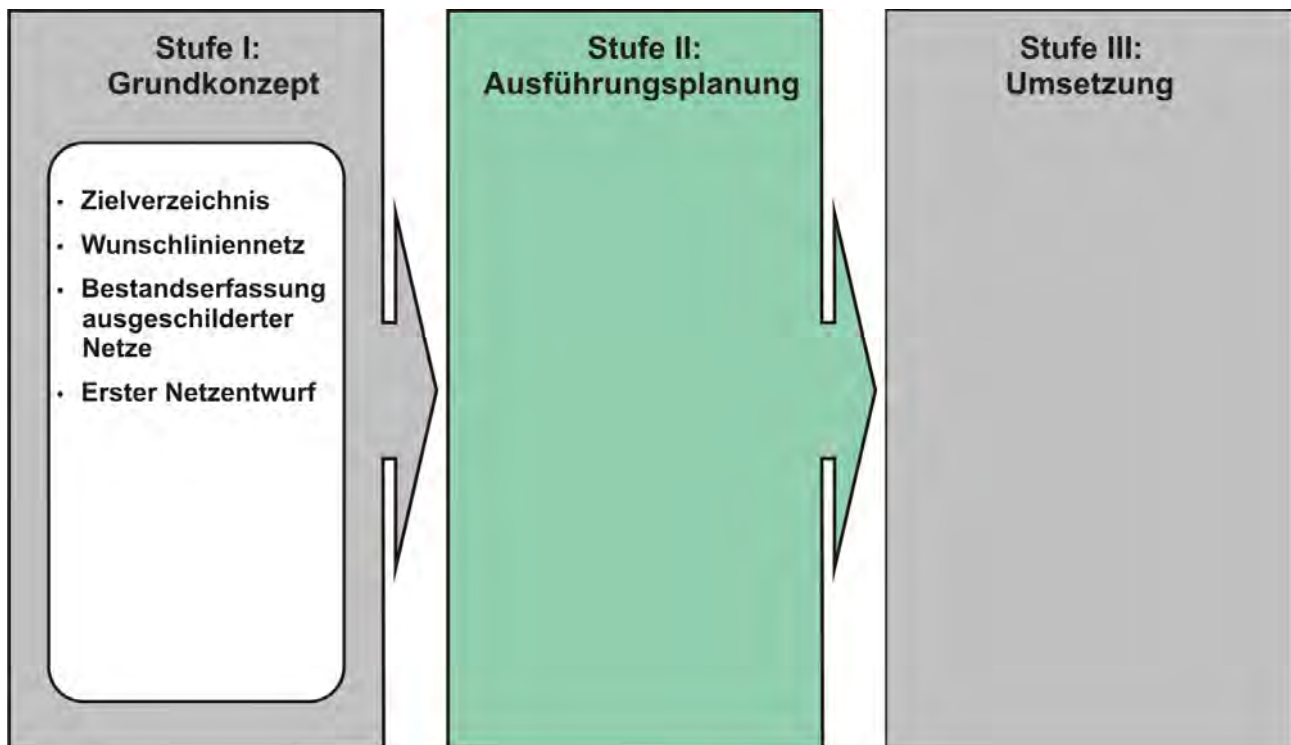 Stufe I:
Grundkonzept
· Zielverzeichnis
· Wunschliniennetz
· Bestandserfassung
ausgeschilderter
Netze
· Erster Netzentwurf
Stufe II:
Ausführungsplanung
Stufe III:
Umsetzung